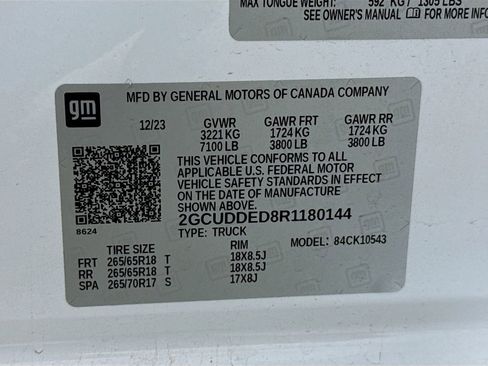 MAX TONGUE WEIGHT: 592 KG / 1305 LBS
SEE OWNER'S MANUAL FOR MORE INFORMATION
gm
MFD BY GENERAL MOTORS OF CANADA COMPANY
12/23 GVWR GAWR FRT GAWR RR
3221 KG 1724 KG 1724 KG
7100 LB 3800 LB 3800 LB
THIS VEHICLE CONFORMS TO ALL
APPLICABLE U.S. FEDERAL MOTOR
VEHICLE SAFETY STANDARDS IN EFFECT
ON THE DATE OF MANUFACTURE
SHOWN ABOVE.
2GCUDDED8R1180144
8624
TYPE: TRUCK MODEL: 84CK10543
TIRE SIZE RIM
FRT 265/65R18 T 18X8.5J
RR 265/65R18 T 18X8.5J
SPA 265/70R17 S 17X8J